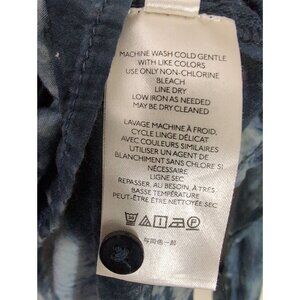 MACHINE WASH COLD GENTLE
WITH LIKE COLORS
USE ONLY NON-CHLORINE
BLEACH
LINE DRY
LOW IRON AS NEEDED
MAY BE DRY CLEANED
LAVAGE MACHINE À FROID,
CYCLE LINGE DÉLICAT
AVEC COULEURS SIMILAIRES
UTILISER UN AGENT DE
BLANCHIMENT SANS CHLORE SI
NÉCESSAIRE
LIGNE SEC
REPASSER, AU BESOIN, À TRÈS
BASSE TEMPÉRATURE
PEUT-ÊTRE ÊTRE NETTOYÉE SEC